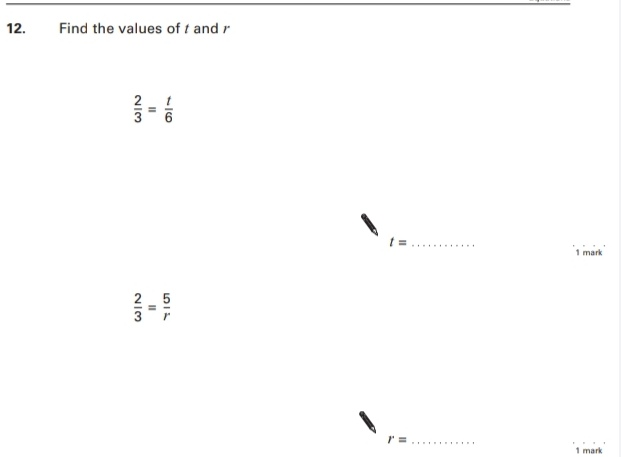 12. Find the values of t and r
2/3 = t/6
t = ............
1 mark
2/3 = 5/r
r = ............
1 mark